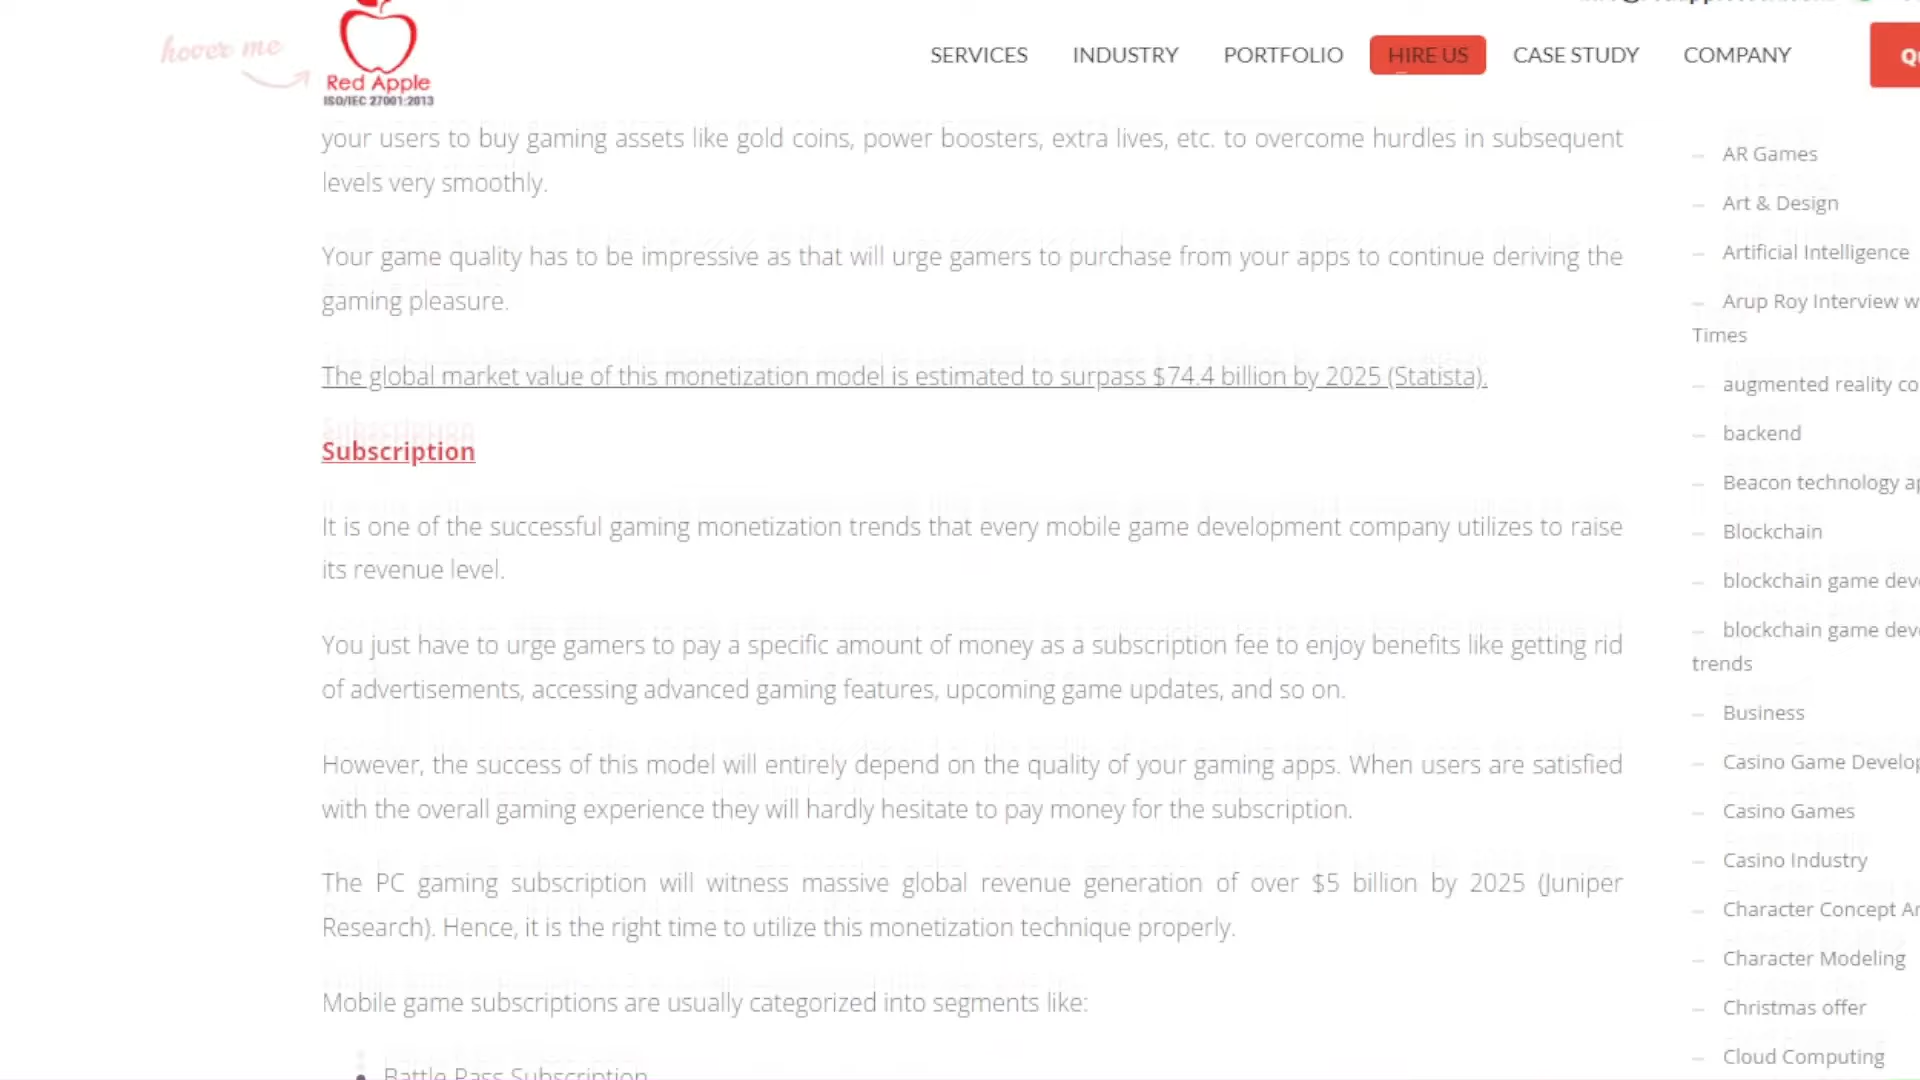 hover me
Red Apple
ISO/IEC 27001:2013
SERVICES
INDUSTRY
PORTFOLIO
HIRE US
CASE STUDY
COMPANY
your users to buy gaming assets like gold coins, power boosters, extra lives, etc. to overcome hurdles in subsequent
levels very smoothly.
Your game quality has to be impressive as that will urge gamers to purchase from your apps to continue deriving the
gaming pleasure.
The global market value of this monetization model is estimated to surpass $74.4 billion by 2025 (Statista).
Subscription
It is one of the successful gaming monetization trends that every mobile game development company utilizes to raise
its revenue level.
You just have to urge gamers to pay a specific amount of money as a subscription fee to enjoy benefits like getting rid
of advertisements, accessing advanced gaming features, upcoming game updates, and so on.
However, the success of this model will entirely depend on the quality of your gaming apps. When users are satisfied
with the overall gaming experience they will hardly hesitate to pay money for the subscription.
The PC gaming subscription will witness massive global revenue generation of over $5 billion by 2025 (Juniper
Research). Hence, it is the right time to utilize this monetization technique properly.
Mobile game subscriptions are usually categorized into segments like:
Battle Pass Subscription
AR Games
Art & Design
Artificial Intelligence
Arup Roy Interview
Times
augmented reality
backend
Beacon technology
Blockchain
blockchain game
blockchain game
trends
Business
Casino Game
Casino Games
Casino Industry
Character Concept
Character Modeling
Christmas offer
Cloud Computing